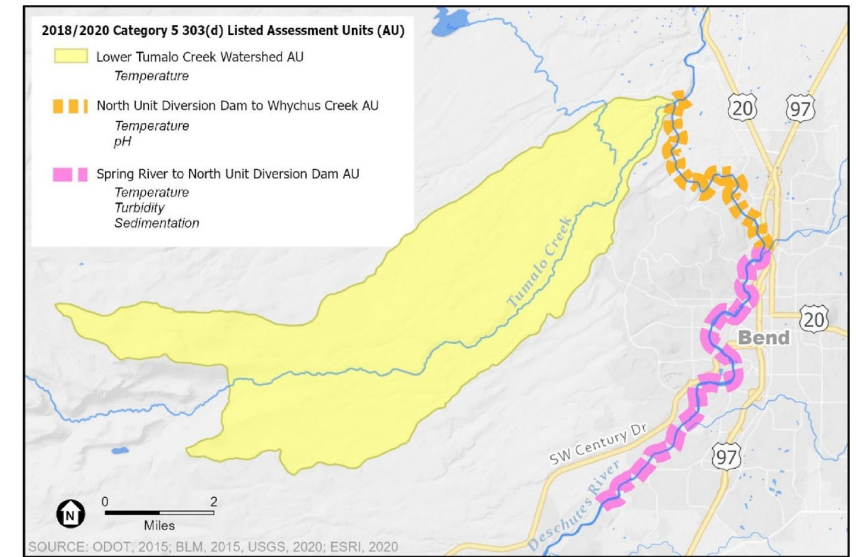 2018/2020 Category 5 303(d) Listed Assessment Units (AU)
Lower Tumalo Creek Watershed AU
Temperature
North Unit Diversion Dam to Whychus Creek AU
Temperature
pH
Spring River to North Unit Diversion Dam AU
Temperature
Turbidity
Sedimentation
20
97
Tumalo Creek
20
Bend
SW Century Dr
97
Deschutes River
N
0 2
Miles
SOURCE: ODOT, 2015; BLM, 2015, USGS, 2020; ESRI, 2020